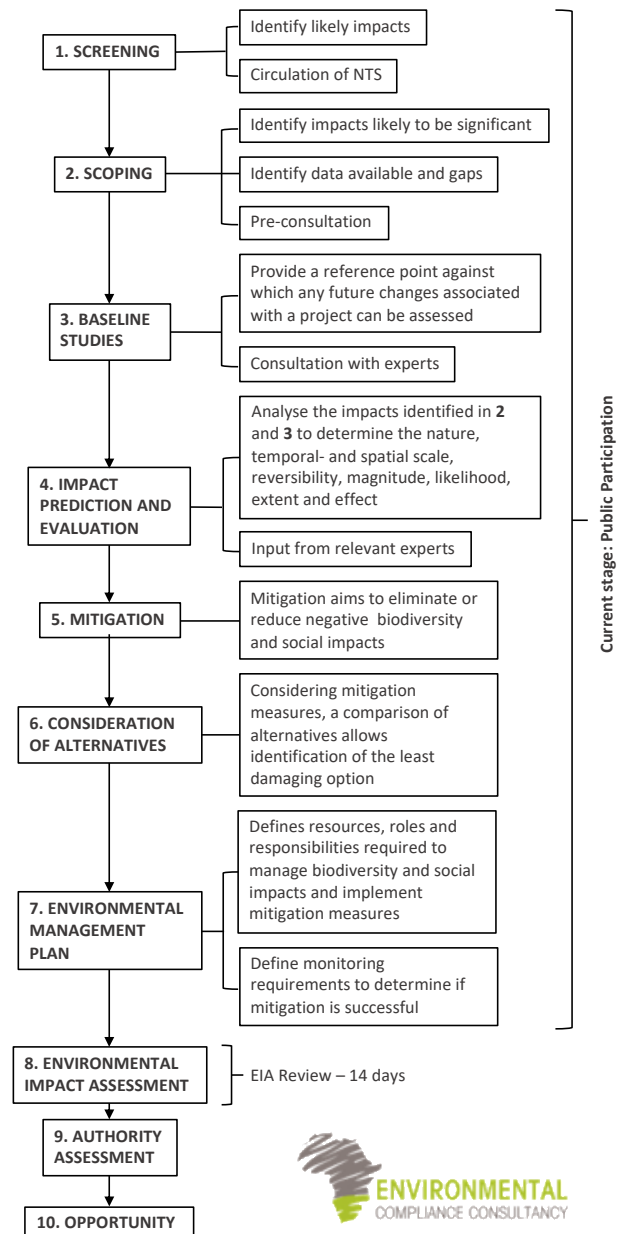 1. SCREENING
Identify likely impacts
Circulation of NTS
2. SCOPING
Identify impacts likely to be significant
Identify data available and gaps
Pre-consultation
3. BASELINE
STUDIES
Provide a reference point against
which any future changes associated
with a project can be assessed
Consultation with experts
4. IMPACT
PREDICTION AND
EVALUATION
Analyse the impacts identified in 2
and 3 to determine the nature,
temporal- and spatial scale,
reversibility, magnitude, likelihood,
extent and effect
Input from relevant experts
5. MITIGATION
Mitigation aims to eliminate or
reduce negative biodiversity
and social impacts
6. CONSIDERATION
OF ALTERNATIVES
Considering mitigation
measures, a comparison of
alternatives allows
identification of the least
damaging option
7. ENVIRONMENTAL
MANAGEMENT
PLAN
Defines resources, roles and
responsibilities required to
manage biodiversity and social
impacts and implement
mitigation measures
Define monitoring
requirements to determine if
mitigation is successful
Current stage: Public Participation
8. ENVIRONMENTAL
IMPACT ASSESSMENT
EIA Review – 14 days
9. AUTHORITY
ASSESSMENT
10. OPPORTUNITY
ENVIRONMENTAL
COMPLIANCE CONSULTANCY